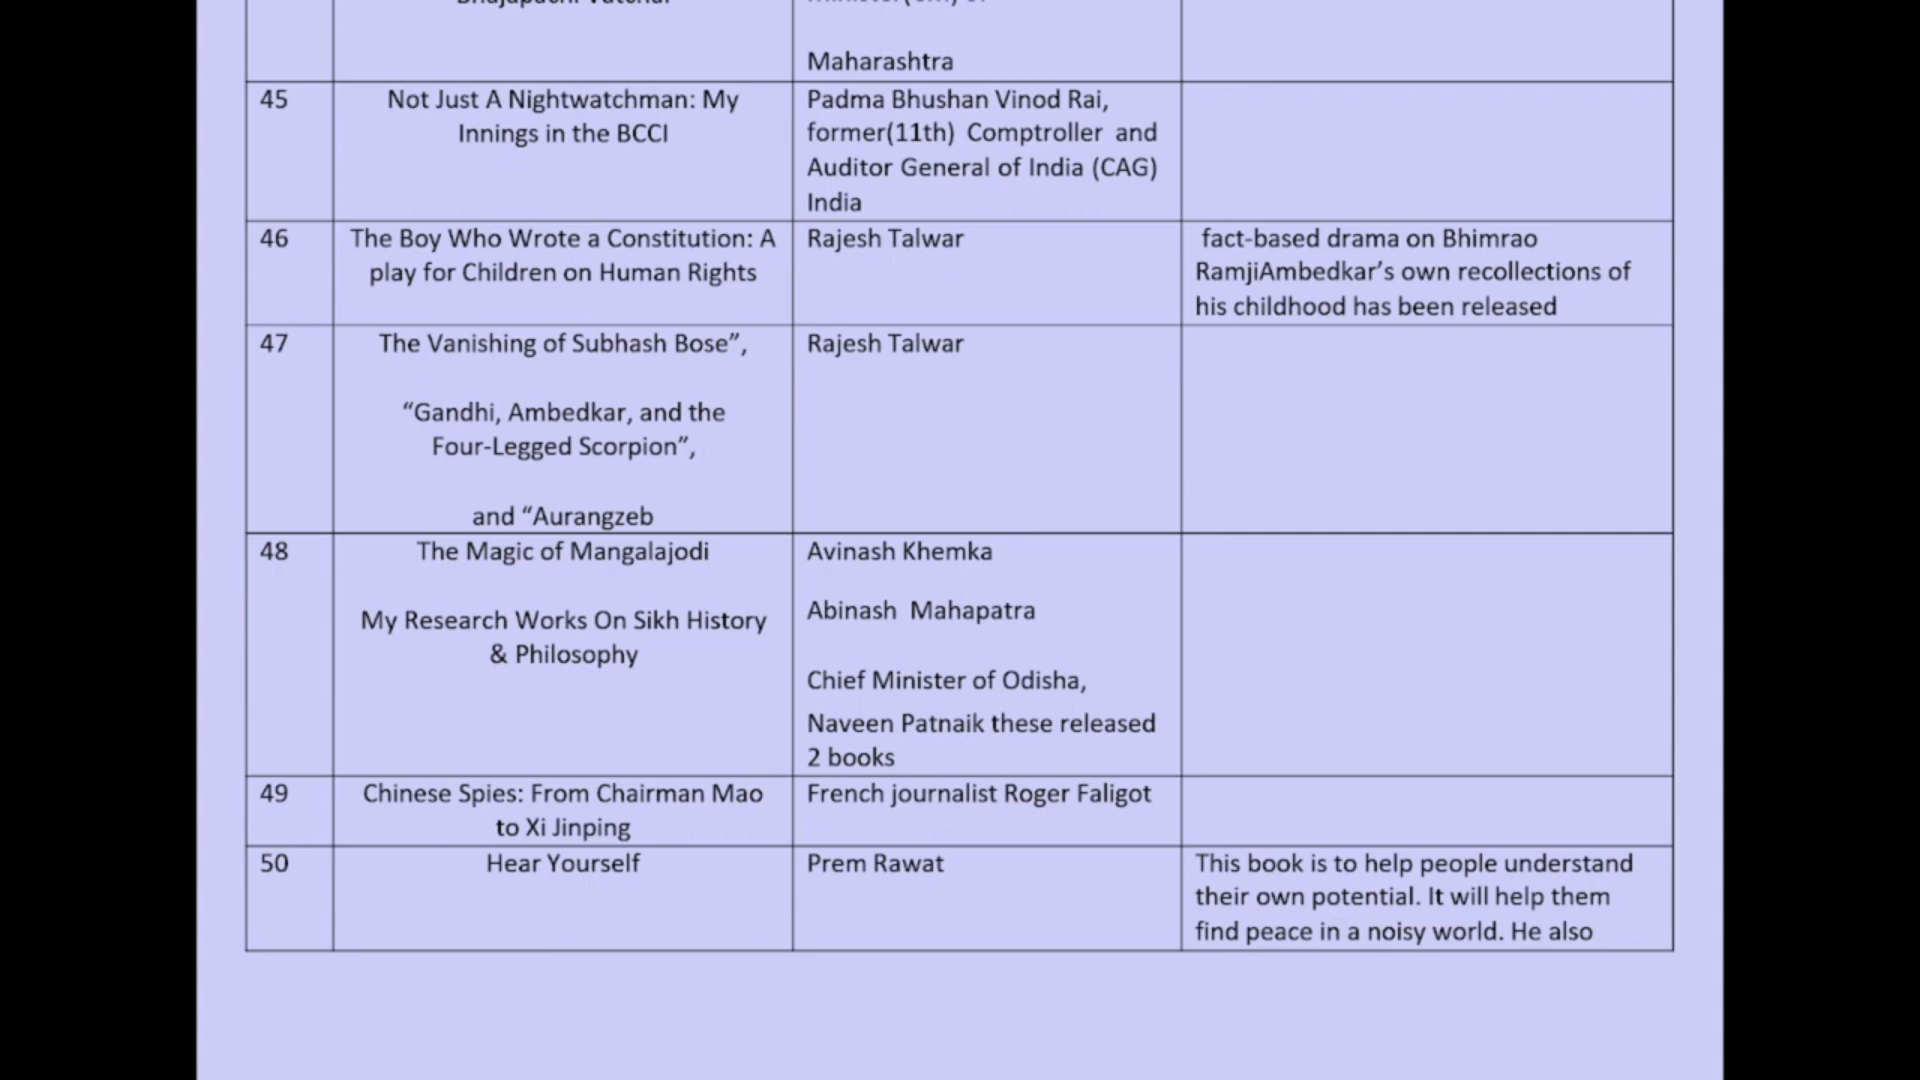 Maharashtra
45
Not Just A Nightwatchman: My
Innings in the BCCI
Padma Bhushan Vinod Rai,
former(11th) Comptroller and
Auditor General of India (CAG)
India
46
The Boy Who Wrote a Constitution: A
play for Children on Human Rights
Rajesh Talwar
fact-based drama on Bhimrao
RamjiAmbedkar’s own recollections of
his childhood has been released
47
The Vanishing of Subhash Bose”,
“Gandhi, Ambedkar, and the
Four-Legged Scorpion”,
and “Aurangzeb
Rajesh Talwar
48
The Magic of Mangalajodi
My Research Works On Sikh History
& Philosophy
Avinash Khemka
Abinash Mahapatra
Chief Minister of Odisha,
Naveen Patnaik these released
2 books
49
Chinese Spies: From Chairman Mao
to Xi Jinping
French journalist Roger Faligot
50
Hear Yourself
Prem Rawat
This book is to help people understand
their own potential. It will help them
find peace in a noisy world. He also